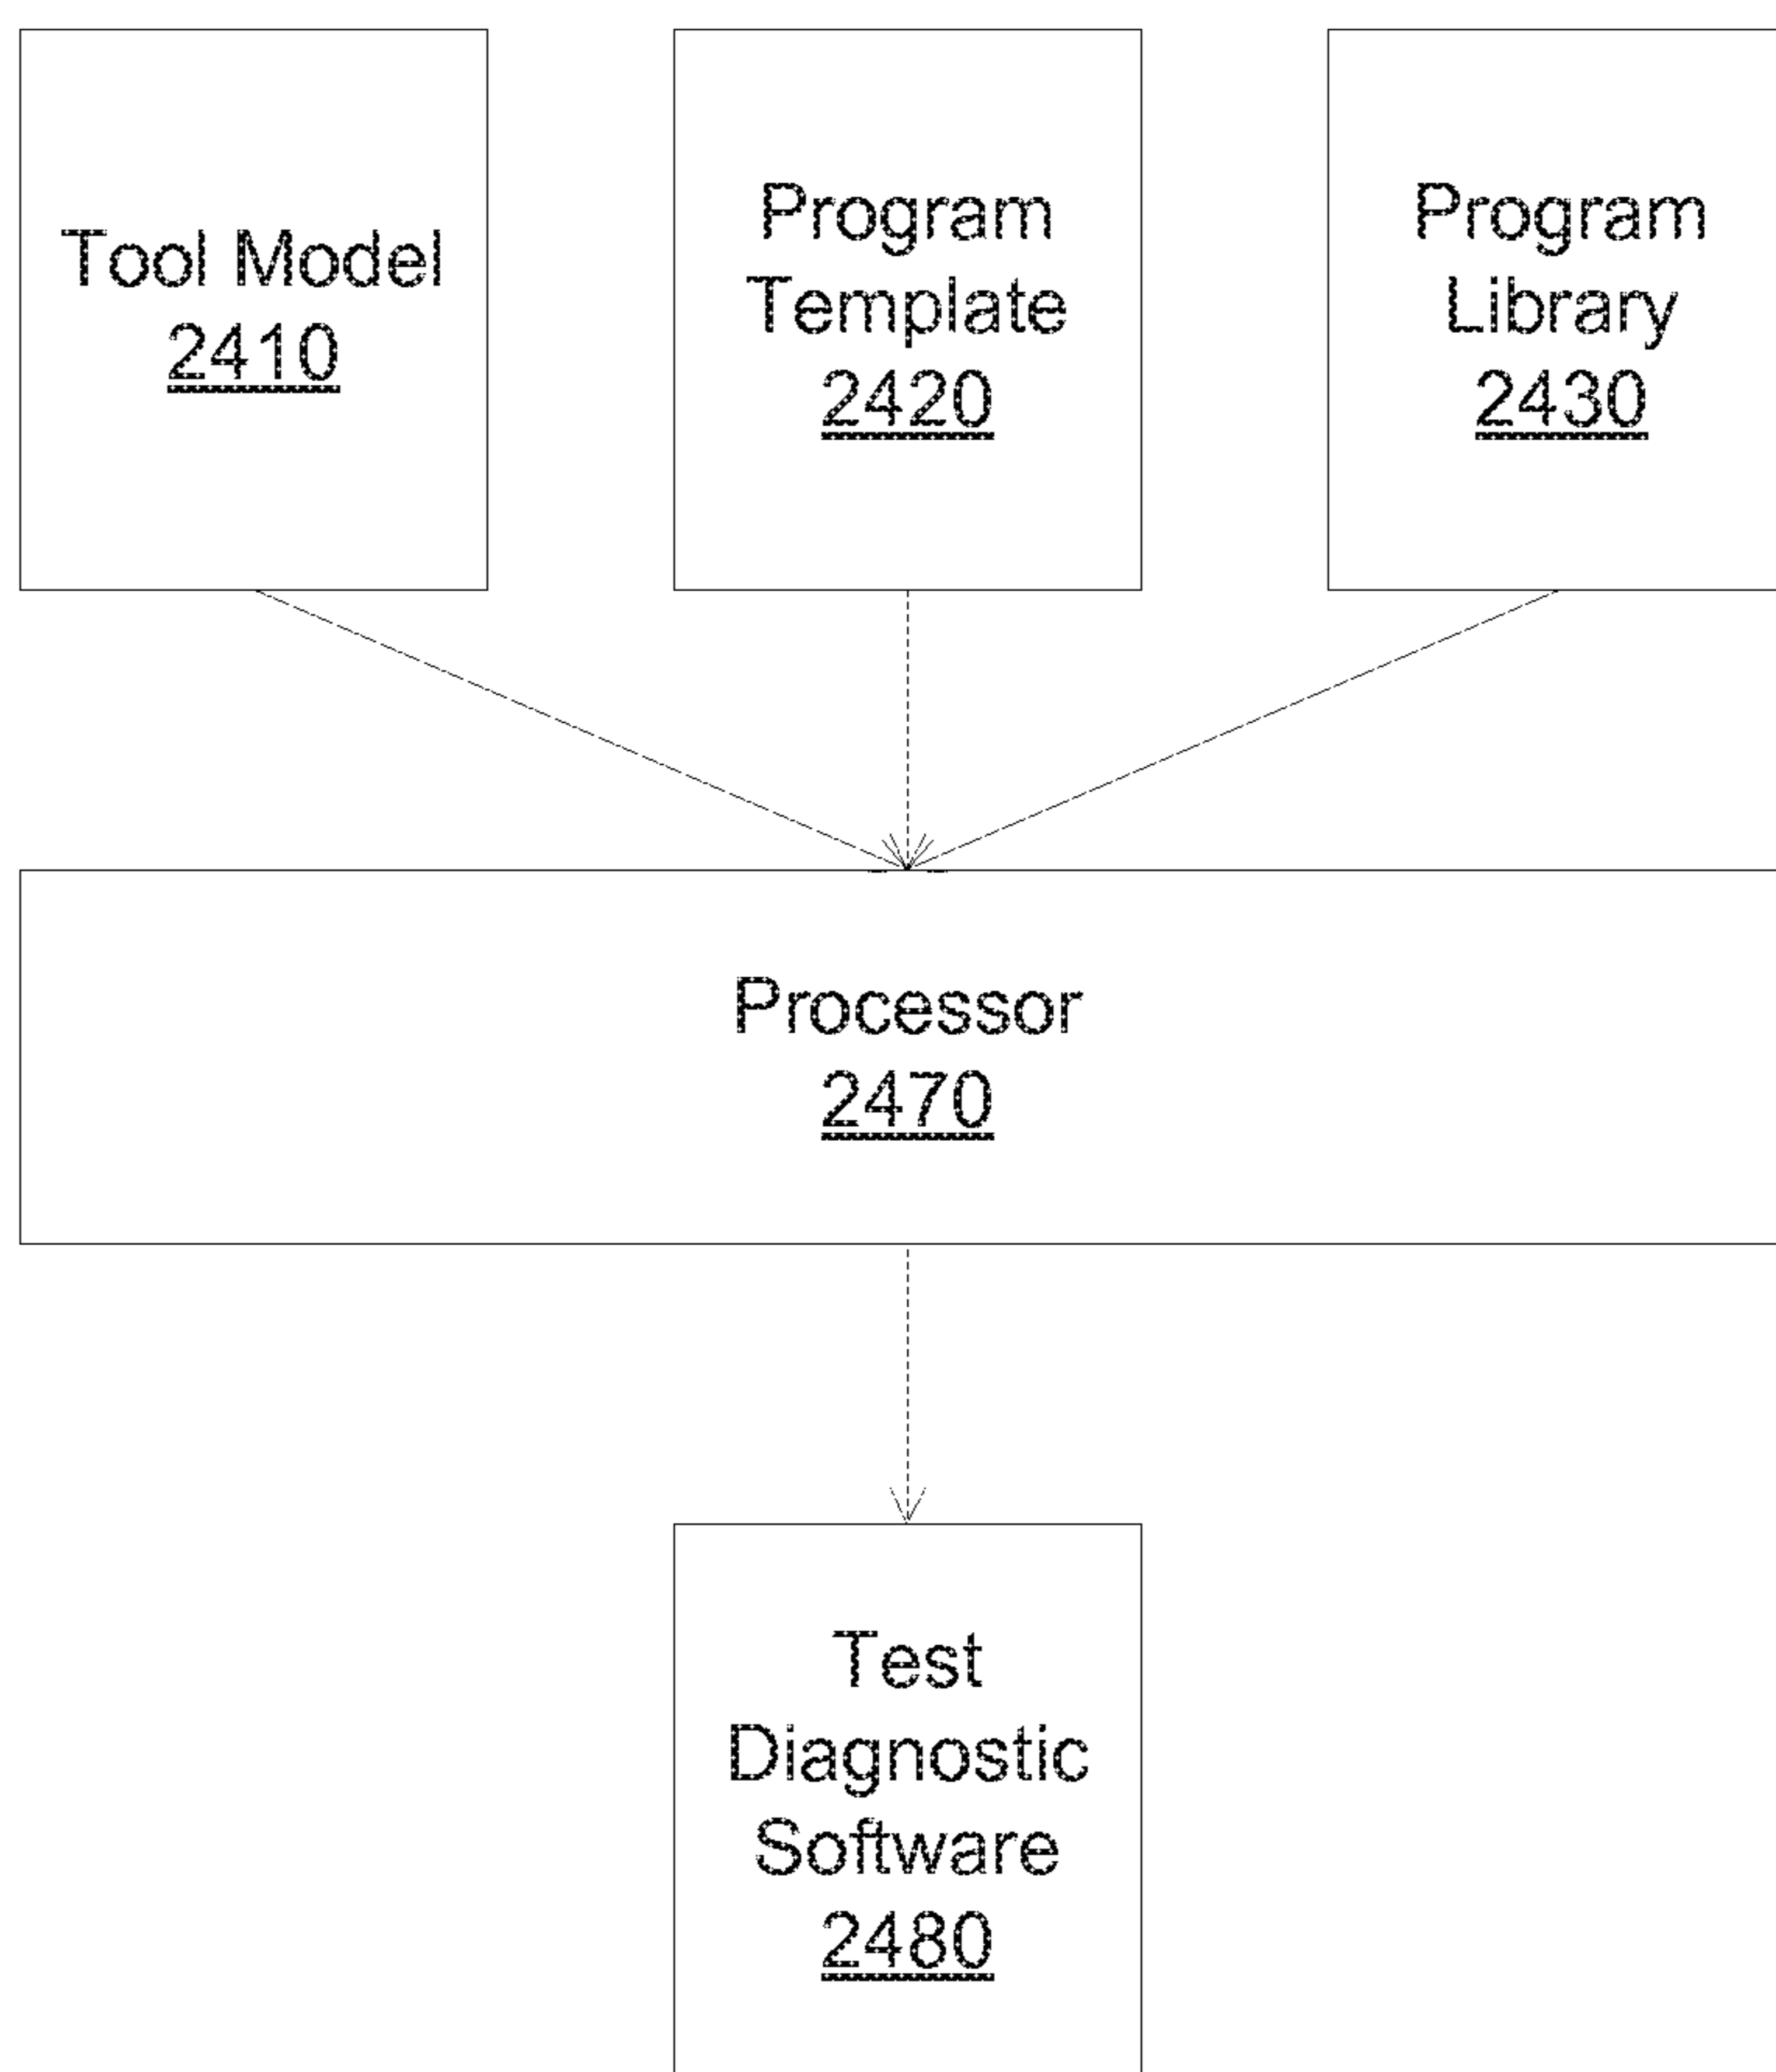 Tool Model
2410
Program
Template
2420
Program
Library
2430
Processor
2470
Test
Diagnostic
Software
2480